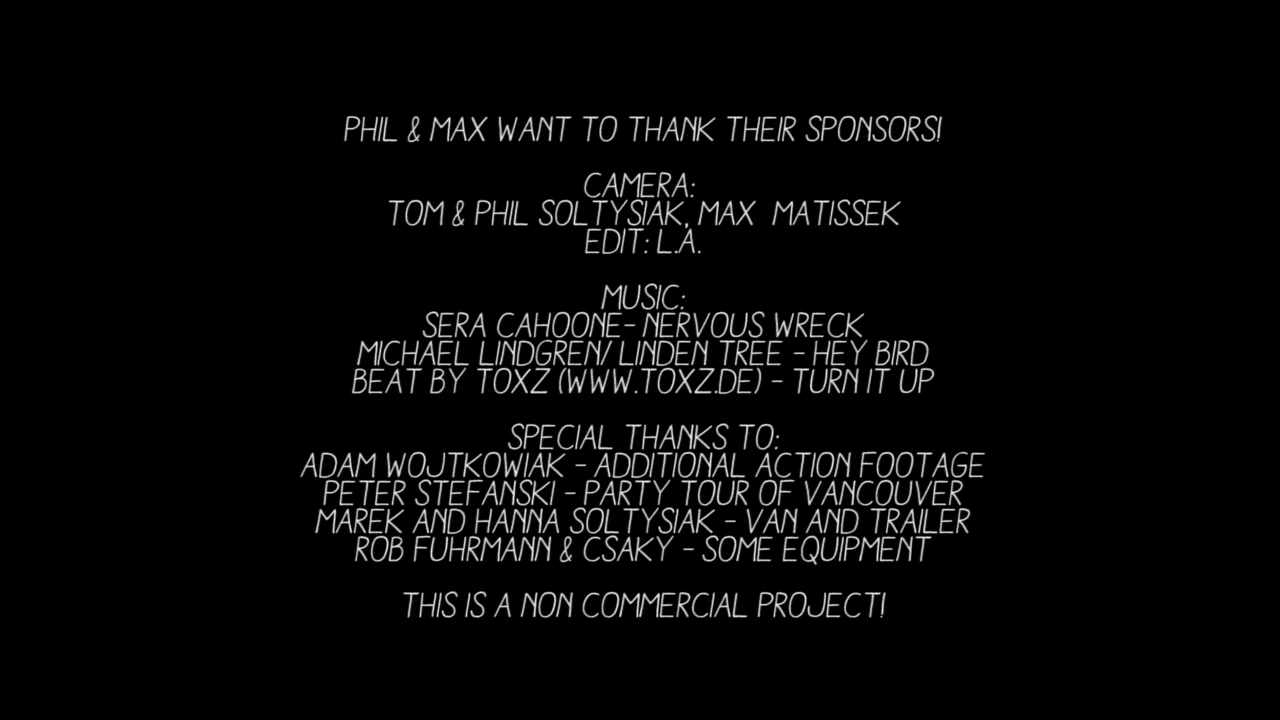 PHIL & MAX WANT TO THANK THEIR SPONSORS!
CAMERA:
TOM & PHIL SOLTYSIAK, MAX MATISSEK
EDIT: L.A.
MUSIC:
SERA CAHOONE- NERVOUS WRECK
MICHAEL LINDGREN/ LINDEN TREE - HEY BIRD
BEAT BY TOXZ (WWW.TOXZ.DE) - TURN IT UP
SPECIAL THANKS TO:
ADAM WOJTKOWIAK - ADDITIONAL ACTION FOOTAGE
PETER STEFANSKI - PARTY TOUR OF VANCOUVER
MAREK AND HANNA SOLTYSIAK - VAN AND TRAILER
ROB FUHRMANN & CSAKY - SOME EQUIPMENT
THIS IS A NON COMMERCIAL PROJECT!